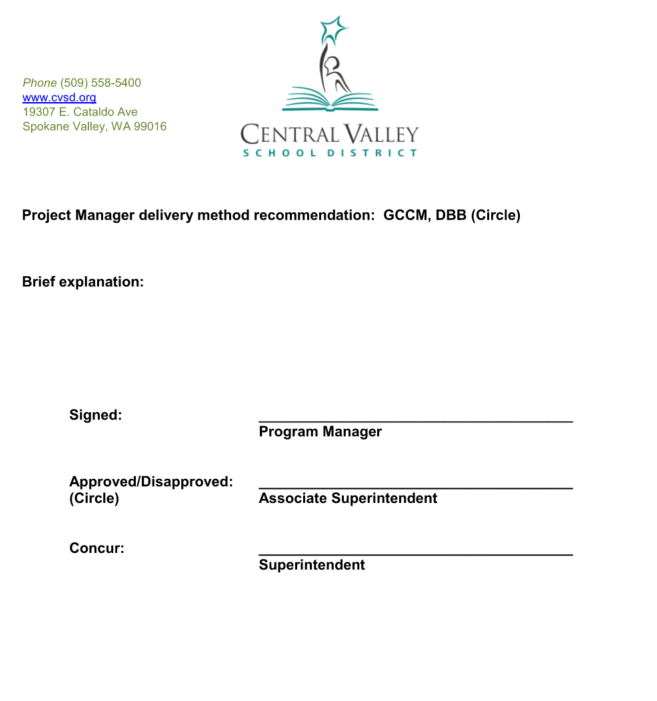 Phone (509) 558-5400
www.cvsd.org
19307 E. Cataldo Ave
Spokane Valley, WA 99016
CENTRAL VALLEY
SCHOOL DISTRICT
Project Manager delivery method recommendation: GCCM, DBB (Circle)
Brief explanation:
Signed:
Program Manager
Approved/Disapproved:
(Circle) Associate Superintendent
Concur:
Superintendent